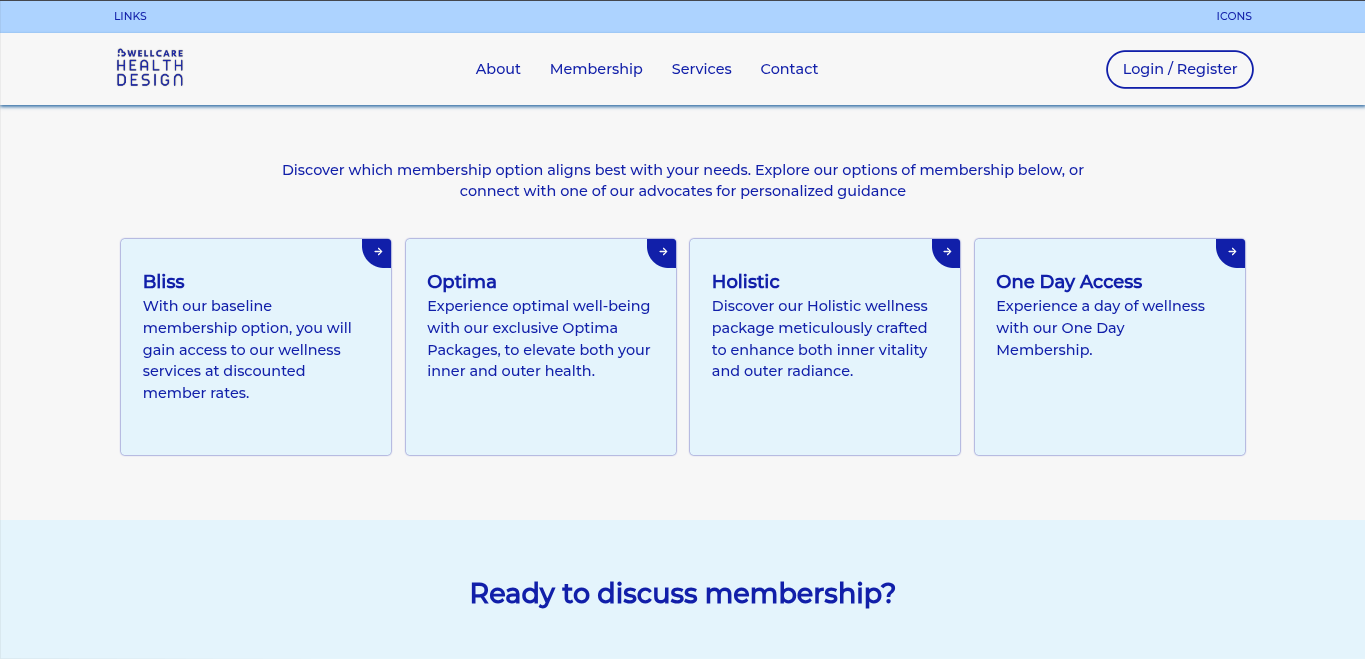 LINKS
ICONS
WELLCARE
HEALTH
DESIGN
About
Membership
Services
Contact
Login / Register
Discover which membership option aligns best with your needs. Explore our options of membership below, or
connect with one of our advocates for personalized guidance
Bliss
With our baseline
membership option, you will
gain access to our wellness
services at discounted
member rates.
Optima
Experience optimal well-being
with our exclusive Optima
Packages, to elevate both your
inner and outer health.
Holistic
Discover our Holistic wellness
package meticulously crafted
to enhance both inner vitality
and outer radiance.
One Day Access
Experience a day of wellness
with our One Day
Membership.
Ready to discuss membership?